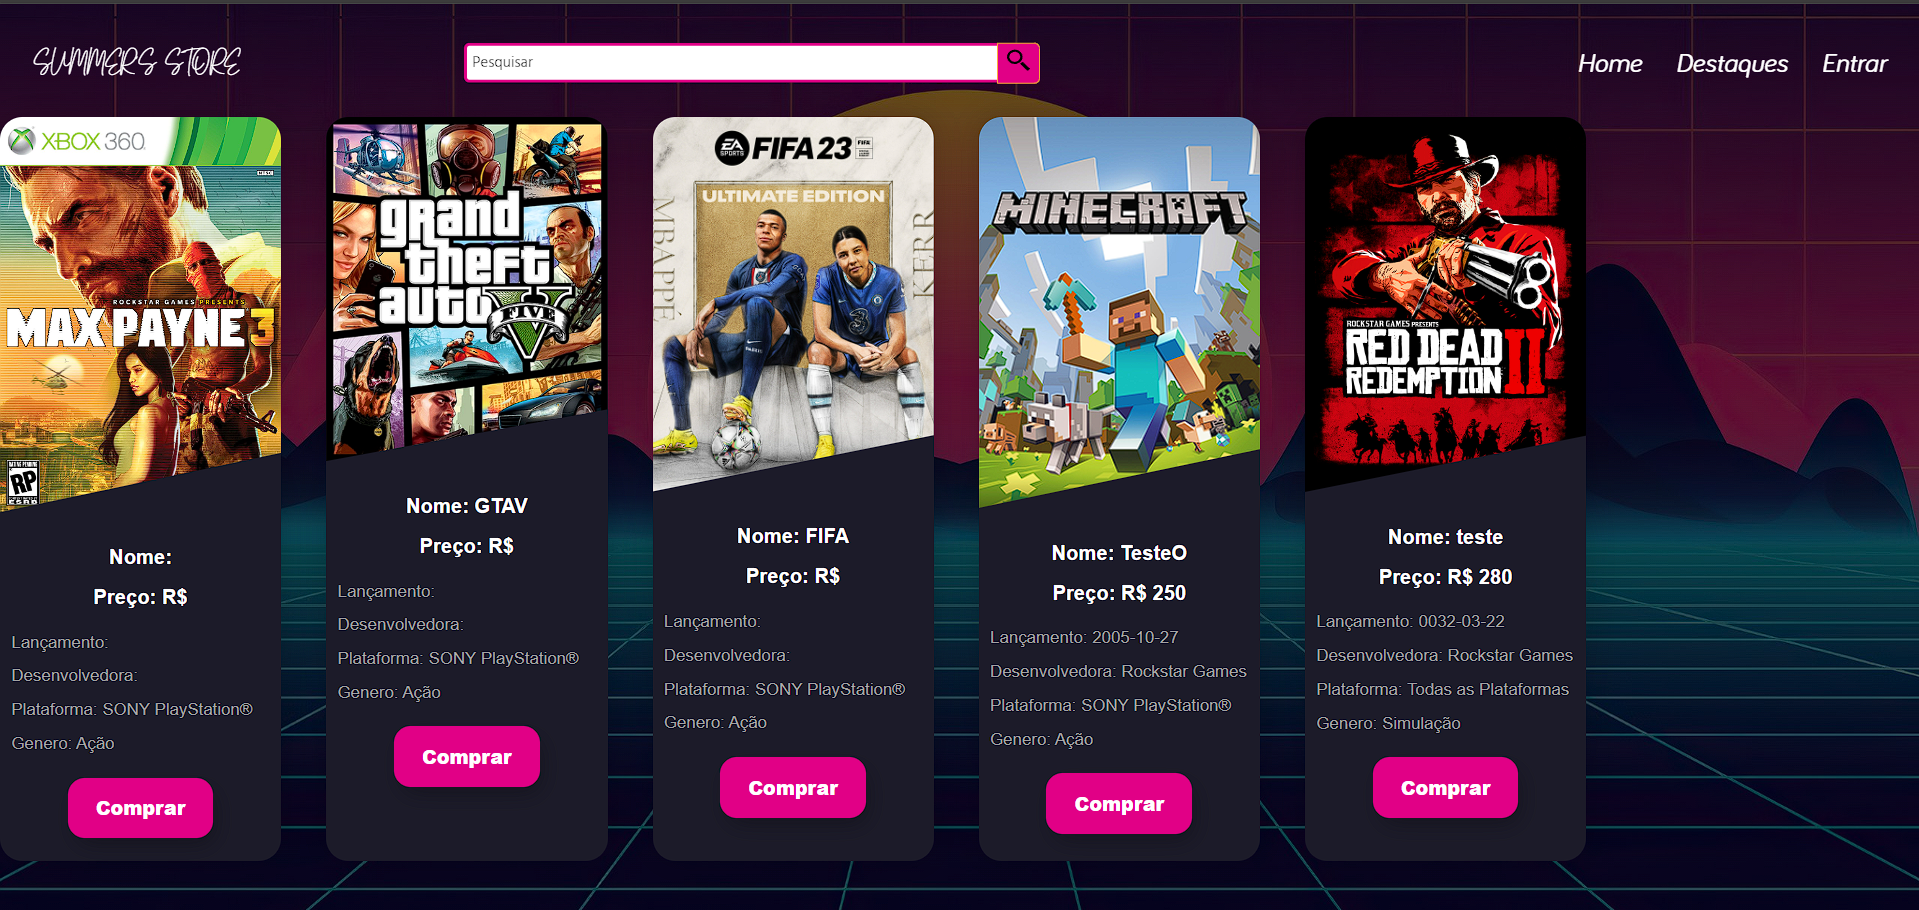 SUMMERS STORE
Pesquisar
Home
Destaques
Entrar
XBOX 360
NTSC
ROCKSTAR GAMES PRESENTS
MAX PAYNE 3
RP
ESRB
Nome:
Preço: R$
Lançamento:
Desenvolvedora:
Plataforma: SONY PlayStation®
Genero: Ação
Comprar
grand
theft
auto
V
FIVE
Nome: GTAV
Preço: R$
Lançamento:
Desenvolvedora:
Plataforma: SONY PlayStation®
Genero: Ação
Comprar
EA
SPORTS
FIFA 23
FIFA
ULTIMATE EDITION
MBAPPÉ
KERR
Nome: FIFA
Preço: R$
Lançamento:
Desenvolvedora:
Plataforma: SONY PlayStation®
Genero: Ação
Comprar
MINECRAFT
Nome: TesteO
Preço: R$ 250
Lançamento: 2005-10-27
Desenvolvedora: Rockstar Games
Plataforma: SONY PlayStation®
Genero: Ação
Comprar
ROCKSTAR GAMES PRESENTS
RED DEAD
REDEMPTION II
Nome: teste
Preço: R$ 280
Lançamento: 0032-03-22
Desenvolvedora: Rockstar Games
Plataforma: Todas as Plataformas
Genero: Simulação
Comprar